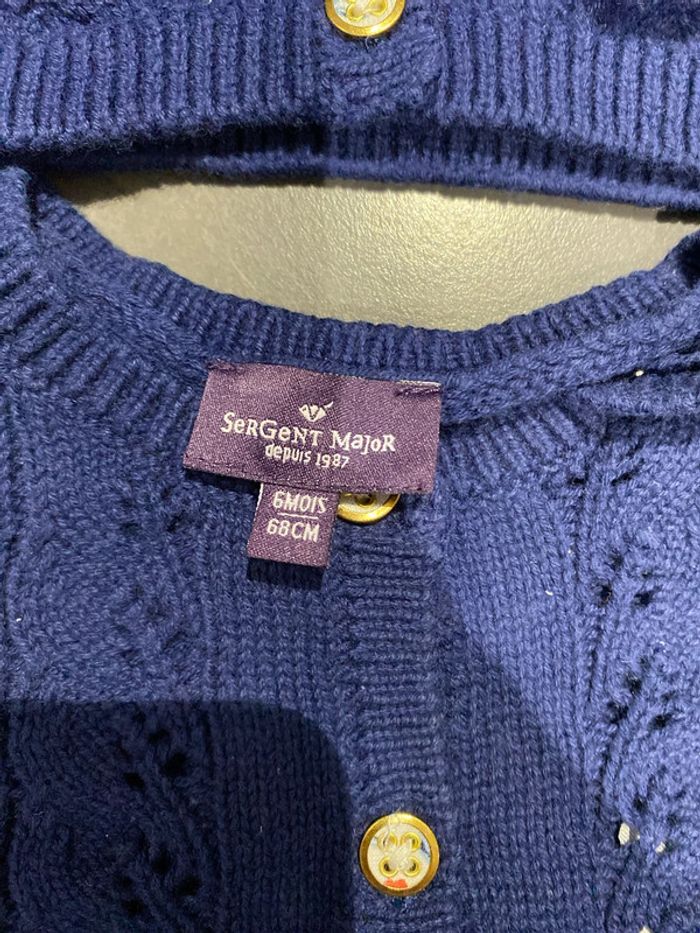 SerGeNT MajoR
depuis 1987
6MOIS
68CM